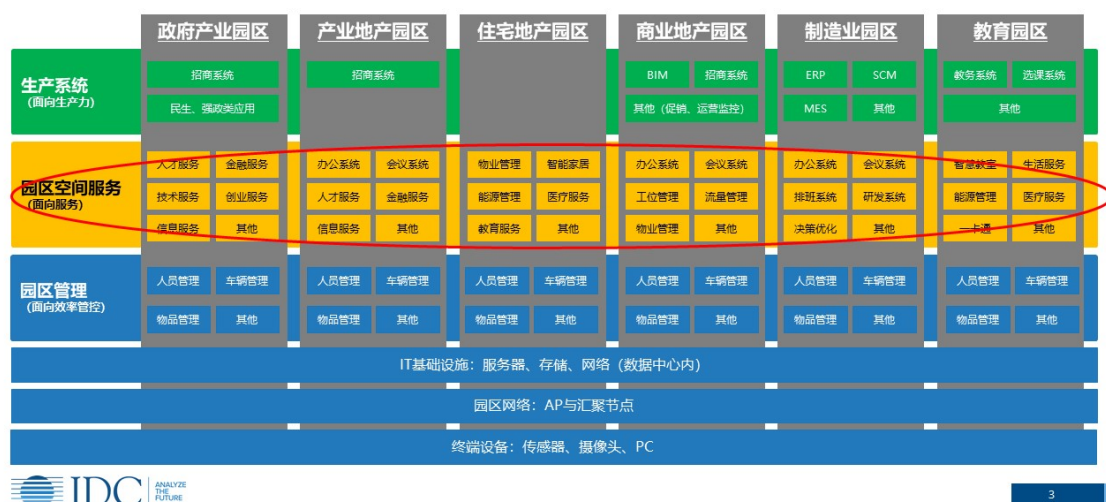 政府产业园区 产业地产园区 住宅地产园区 商业地产园区 制造业园区 教育园区
生产系统
(面向生产力)
招商系统 招商系统 BIM 招商系统 ERP SCM 教务系统 选课系统
民生、强政类应用 其他（促销、运营监控） MES 其他 其他
园区空间服务
(面向服务)
人才服务 金融服务 办公系统 会议系统 物业管理 智能家居 办公系统 会议系统 办公系统 会议系统 智慧教室 生活服务
技术服务 创业服务 人才服务 金融服务 能源管理 医疗服务 工位管理 流量管理 排班系统 研发系统 能源管理 医疗服务
信息服务 其他 信息服务 其他 教育服务 其他 物业管理 其他 决策优化 其他 一卡通 其他
园区管理
(面向效率管控)
人员管理 车辆管理 人员管理 车辆管理 人员管理 车辆管理 人员管理 车辆管理 人员管理 车辆管理 人员管理 车辆管理
物品管理 其他 物品管理 其他 物品管理 其他 物品管理 其他 物品管理 其他 物品管理 其他
IT基础设施：服务器、存储、网络（数据中心内）
园区网络：AP与汇聚节点
终端设备：传感器、摄像头、PC
IDC
ANALYZE
THE
FUTURE
3